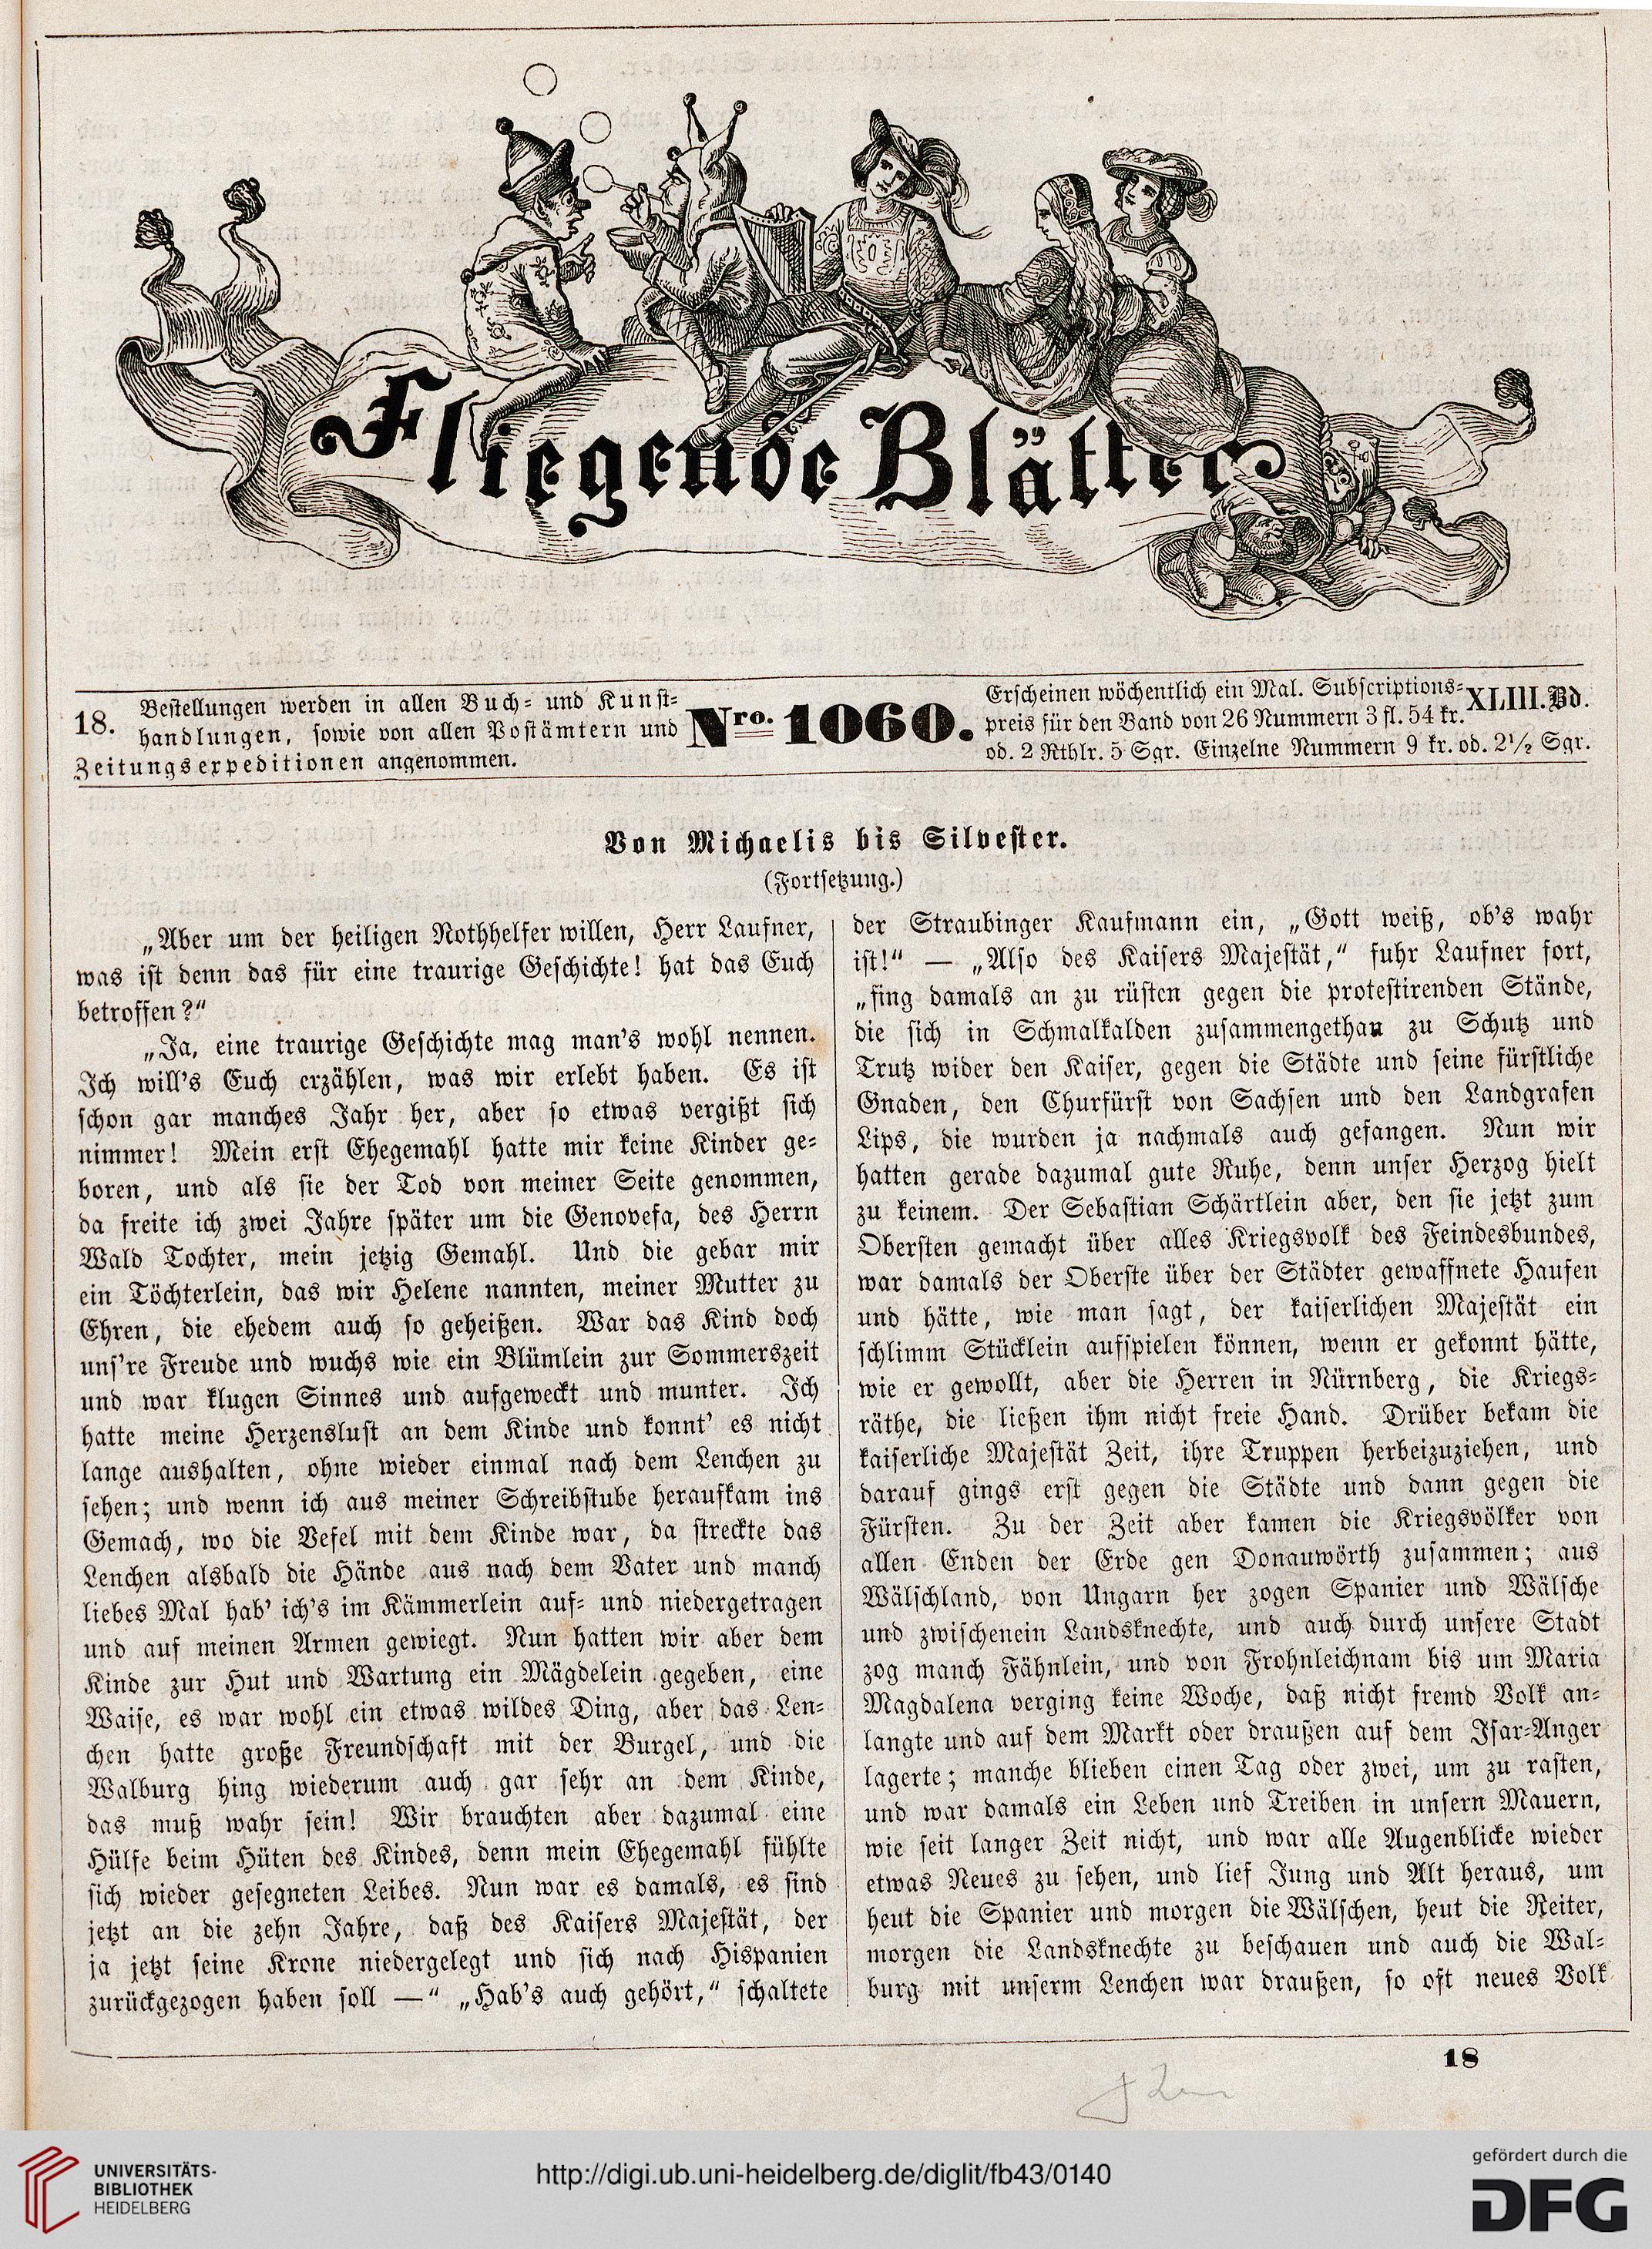 Fliegende Blätter
18.
Bestellungen werden in allen Buch- und Kunst-
handlungen, sowie von allen Postämtern und
Zeitungsexpeditionen angenommen.
Nro. 1060.
Erscheinen wöchentlich ein Mal. Subscriptions-
preis für den Band von 26 Nummern 3 fl. 54 kr.
od. 2 Rthlr. 5 Sgr. Einzelne Nummern 9 kr. od. 2½ Sgr.
XLIII. Bd.
Von Michaelis bis Silvester.
(Fortsetzung.)
„Aber um der heiligen Nothhelfer willen, Herr Laufner,
was ist denn das für eine traurige Geschichte! hat das Euch
betroffen?“
„Ja, eine traurige Geschichte mag man's wohl nennen.
Ich will's Euch erzählen, was wir erlebt haben. Es ist
schon gar manches Jahr her, aber so etwas vergißt sich
nimmer! Mein erst Ehegemahl hatte mir keine Kinder ge-
boren, und als sie der Tod von meiner Seite genommen,
da freite ich zwei Jahre später um die Genovefa, des Herrn
Wald Tochter, mein jetzig Gemahl. Und die gebar mir
ein Töchterlein, das wir Helene nannten, meiner Mutter zu
Ehren, die ehedem auch so geheißen. War das Kind doch
uns're Freude und wuchs wie ein Blümlein zur Sommerszeit
und war klugen Sinnes und aufgeweckt und munter. Ich
hatte meine Herzenslust an dem Kinde und konnt' es nicht
lange aushalten, ohne wieder einmal nach dem Lenchen zu
sehen; und wenn ich aus meiner Schreibstube heraufkam ins
Gemach, wo die Vefel mit dem Kinde war, da streckte das
Lenchen alsbald die Hände aus nach dem Vater und manch
liebes Mal hab' ich's im Kämmerlein auf- und niedergetragen
und auf meinen Armen gewiegt. Nun hatten wir aber dem
Kinde zur Hut und Wartung ein Mägdelein gegeben, eine
Waise, es war wohl ein etwas wildes Ding, aber das Len-
chen hatte große Freundschaft mit der Burgel, und die
Walburg hing wiederum auch gar sehr an dem Kinde,
das muß wahr sein! Wir brauchten aber dazumal eine
Hülfe beim Hüten des Kindes, denn mein Ehegemahl fühlte
sich wieder gesegneten Leibes. Nun war es damals, es sind
jetzt an die zehn Jahre, daß des Kaisers Majestät, der
ja jetzt seine Krone niedergelegt und sich nach Hispanien
zurückgezogen haben soll —“ „Hab's auch gehört,“ schaltete
der Straubinger Kaufmann ein, „Gott weiß, ob's wahr
ist!“ — „Also des Kaisers Majestät,“ fuhr Laufner fort,
„fing damals an zu rüsten gegen die protestirenden Stände,
die sich in Schmalkalden zusammengethan zu Schutz und
Trutz wider den Kaiser, gegen die Städte und seine fürstliche
Gnaden, den Churfürst von Sachsen und den Landgrafen
Lips, die wurden ja nachmals auch gefangen. Nun wir
hatten gerade dazumal gute Ruhe, denn unser Herzog hielt
zu keinem. Der Sebastian Schärtlein aber, den sie jetzt zum
Obersten gemacht über alles Kriegsvolk des Feindesbundes,
war damals der Oberste über der Städter gewaffnete Haufen
und hätte, wie man sagt, der kaiserlichen Majestät ein
schlimm Stücklein aufspielen können, wenn er gekonnt hätte,
wie er gewollt, aber die Herren in Nürnberg, die Kriegs-
räthe, die ließen ihm nicht freie Hand. Drüber bekam die
kaiserliche Majestät Zeit, ihre Truppen herbeizuziehen, und
darauf gings erst gegen die Städte und dann gegen die
Fürsten. Zu der Zeit aber kamen die Kriegsvölker von
allen Enden der Erde gen Donauwörth zusammen; aus
Wälschland, von Ungarn her zogen Spanier und Wälsche
und zwischenein Landsknechte, und auch durch unsere Stadt
zog manch Fähnlein, und von Frohnleichnam bis um Maria
Magdalena verging keine Woche, daß nicht fremd Volk an-
langte und auf dem Markt oder draußen auf dem Isar-Anger
lagerte; manche blieben einen Tag oder zwei, um zu rasten,
und war damals ein Leben und Treiben in unsern Mauern,
wie seit langer Zeit nicht, und war alle Augenblicke wieder
etwas Neues zu sehen, und lief Jung und Alt heraus, um
heut die Spanier und morgen die Wälschen, heut die Reiter,
morgen die Landsknechte zu beschauen und auch die Wal-
burg mit unserm Lenchen war draußen, so oft neues Volk
18
UNIVERSITÄTS-
BIBLIOTHEK
HEIDELBERG
http://digi.ub.uni-heidelberg.de/diglit/fb43/0140
gefördert durch die
DFG